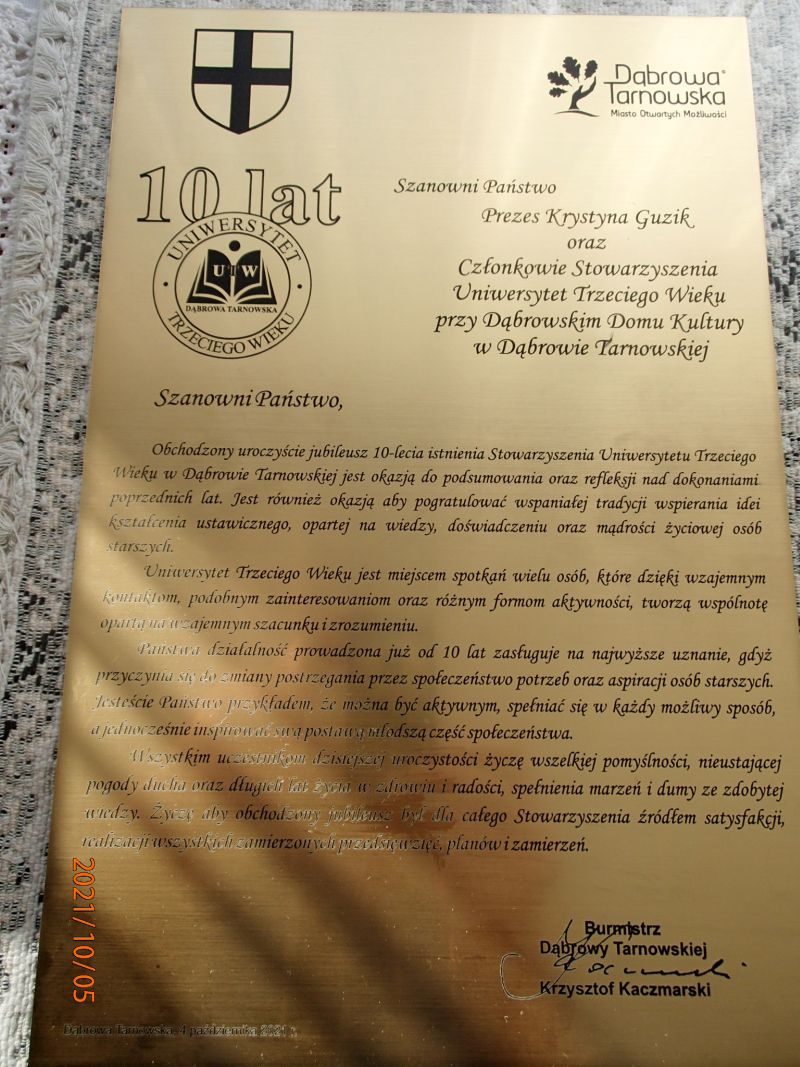 Dąbrowa
Tarnowska
Miasto Otwartych Możliwości
10 lat
UNIWERSYTET
UTW
DĄBROWA TARNOWSKA
TRZECIEGO WIEKU
Szanowni Państwo
Prezes Krystyna Guzik
oraz
Członkowie Stowarzyszenia
Uniwersytet Trzeciego Wieku
przy Dąbrowskim Domu Kultury
w Dąbrowie Tarnowskiej
Szanowni Państwo,
Obchodzony uroczyście jubileusz 10-lecia istnienia Stowarzyszenia Uniwersytetu Trzeciego
Wieku w Dąbrowie Tarnowskiej jest okazją do podsumowania oraz refleksji nad dokonaniami
poprzednich lat. Jest również okazją aby pogratulować wspaniałej tradycji wspierania idei
kształcenia ustawicznego, opartej na wiedzy, doświadczeniu oraz mądrości życiowej osób
starszych.
Uniwersytet Trzeciego Wieku jest miejscem spotkań wielu osób, które dzięki wzajemnym
kontaktom, podobnym zainteresowaniom oraz różnym formom aktywności, tworzą wspólnotę
opartą na wzajemnym szacunku i zrozumieniu.
Państwa działalność prowadzona już od 10 lat zasługuje na najwyższe uznanie, gdyż
przyczynia się do zmiany postrzegania przez społeczeństwo potrzeb oraz aspiracji osób starszych.
Jesteście Państwo przykładem, że można być aktywnym, spełniać się w każdy możliwy sposób,
a jednocześnie inspirować swą postawą młodszą część społeczeństwa.
Wszystkim uczestnikom dzisiejszej uroczystości życzę wszelkiej pomyślności, nieustającej
pogody ducha oraz długich lat życia w zdrowiu i radości, spełnienia marzeń i dumy ze zdobytej
wiedzy. Życzę aby obchodzony jubileusz był dla całego Stowarzyszenia źródłem satysfakcji,
realizacji wszystkich zamierzonych przedsięwzięć, planów i zamierzeń.
Burmistrz
Dąbrowy Tarnowskiej
Krzysztof Kaczmarski
Dąbrowa Tarnowska, 4 października 2021 r.
2021/10/05